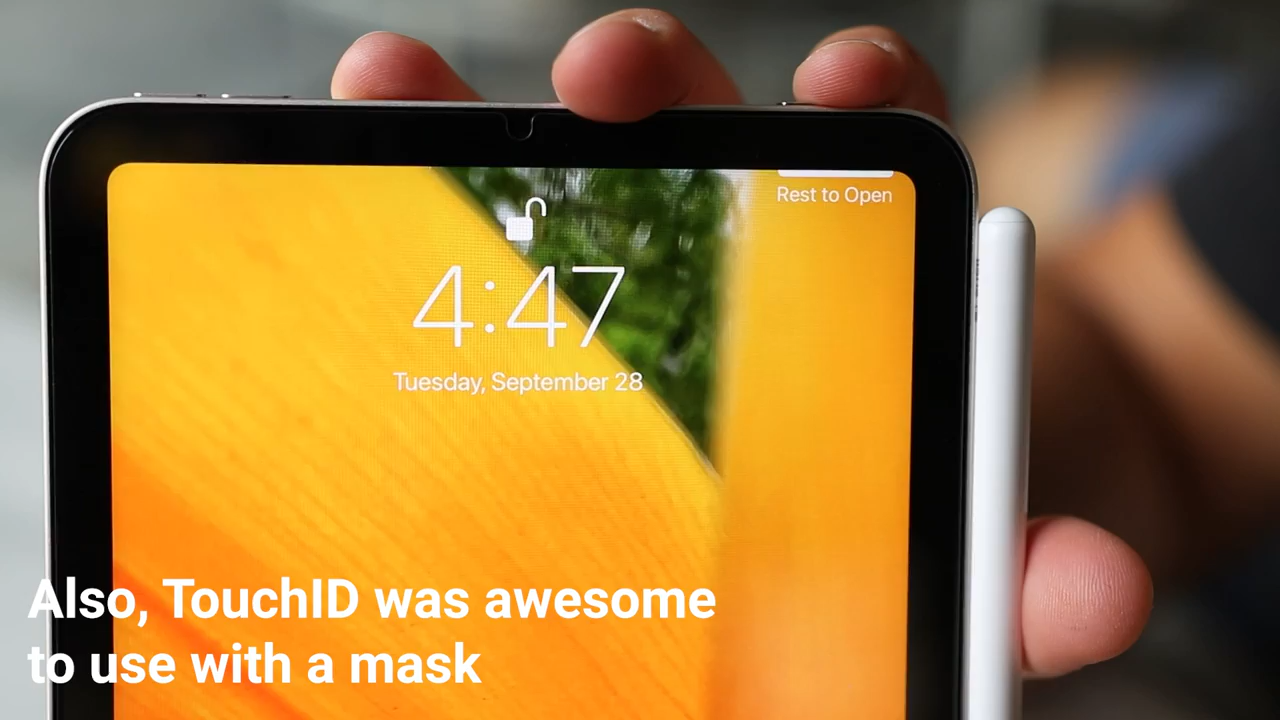 Rest to Open
4:47
Tuesday, September 28
Also, TouchID was awesome
to use with a mask